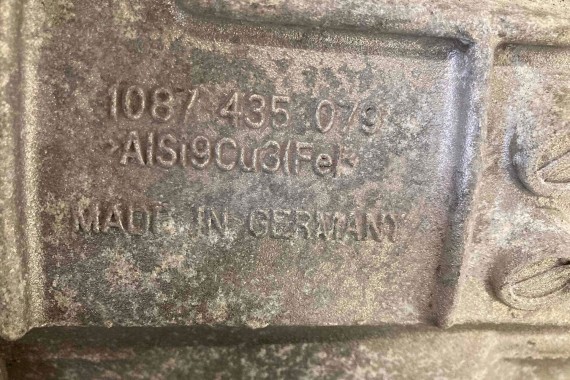 1087 435 079
>AlSi9Cu3(Fe)<
MADE IN GERMANY